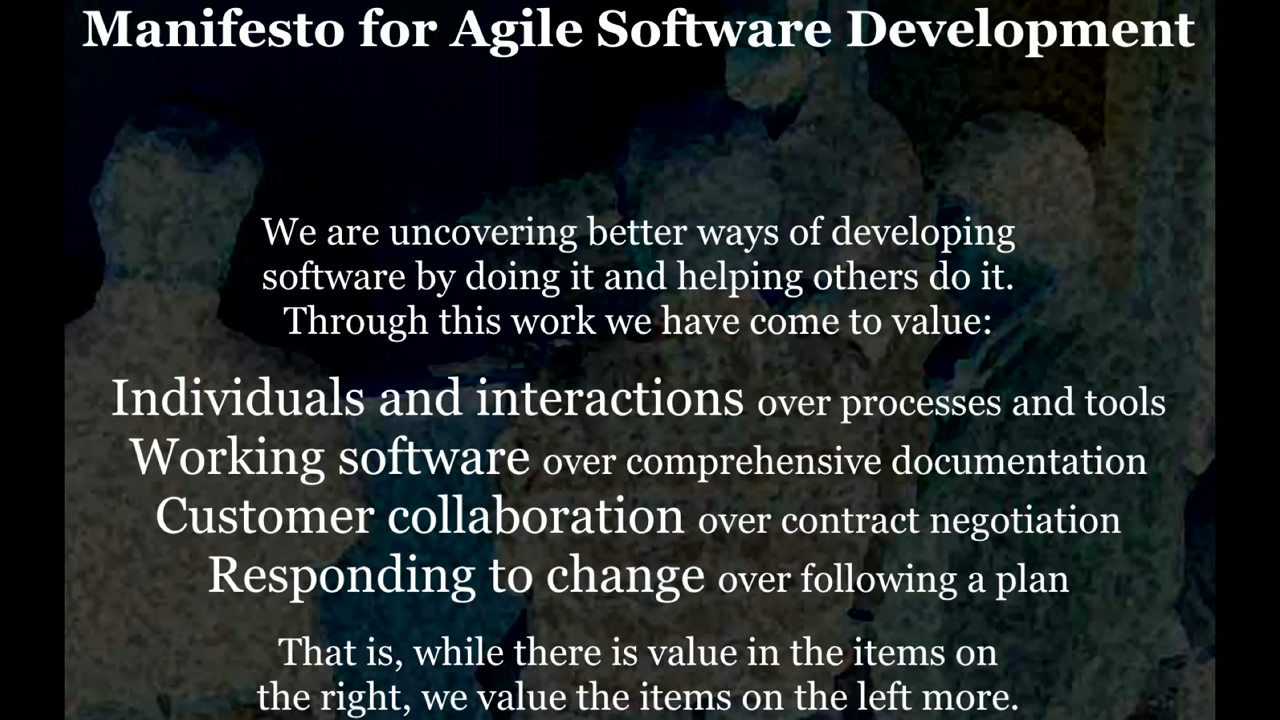 Manifesto for Agile Software Development
We are uncovering better ways of developing
software by doing it and helping others do it.
Through this work we have come to value:
Individuals and interactions over processes and tools
Working software over comprehensive documentation
Customer collaboration over contract negotiation
Responding to change over following a plan
That is, while there is value in the items on
the right, we value the items on the left more.